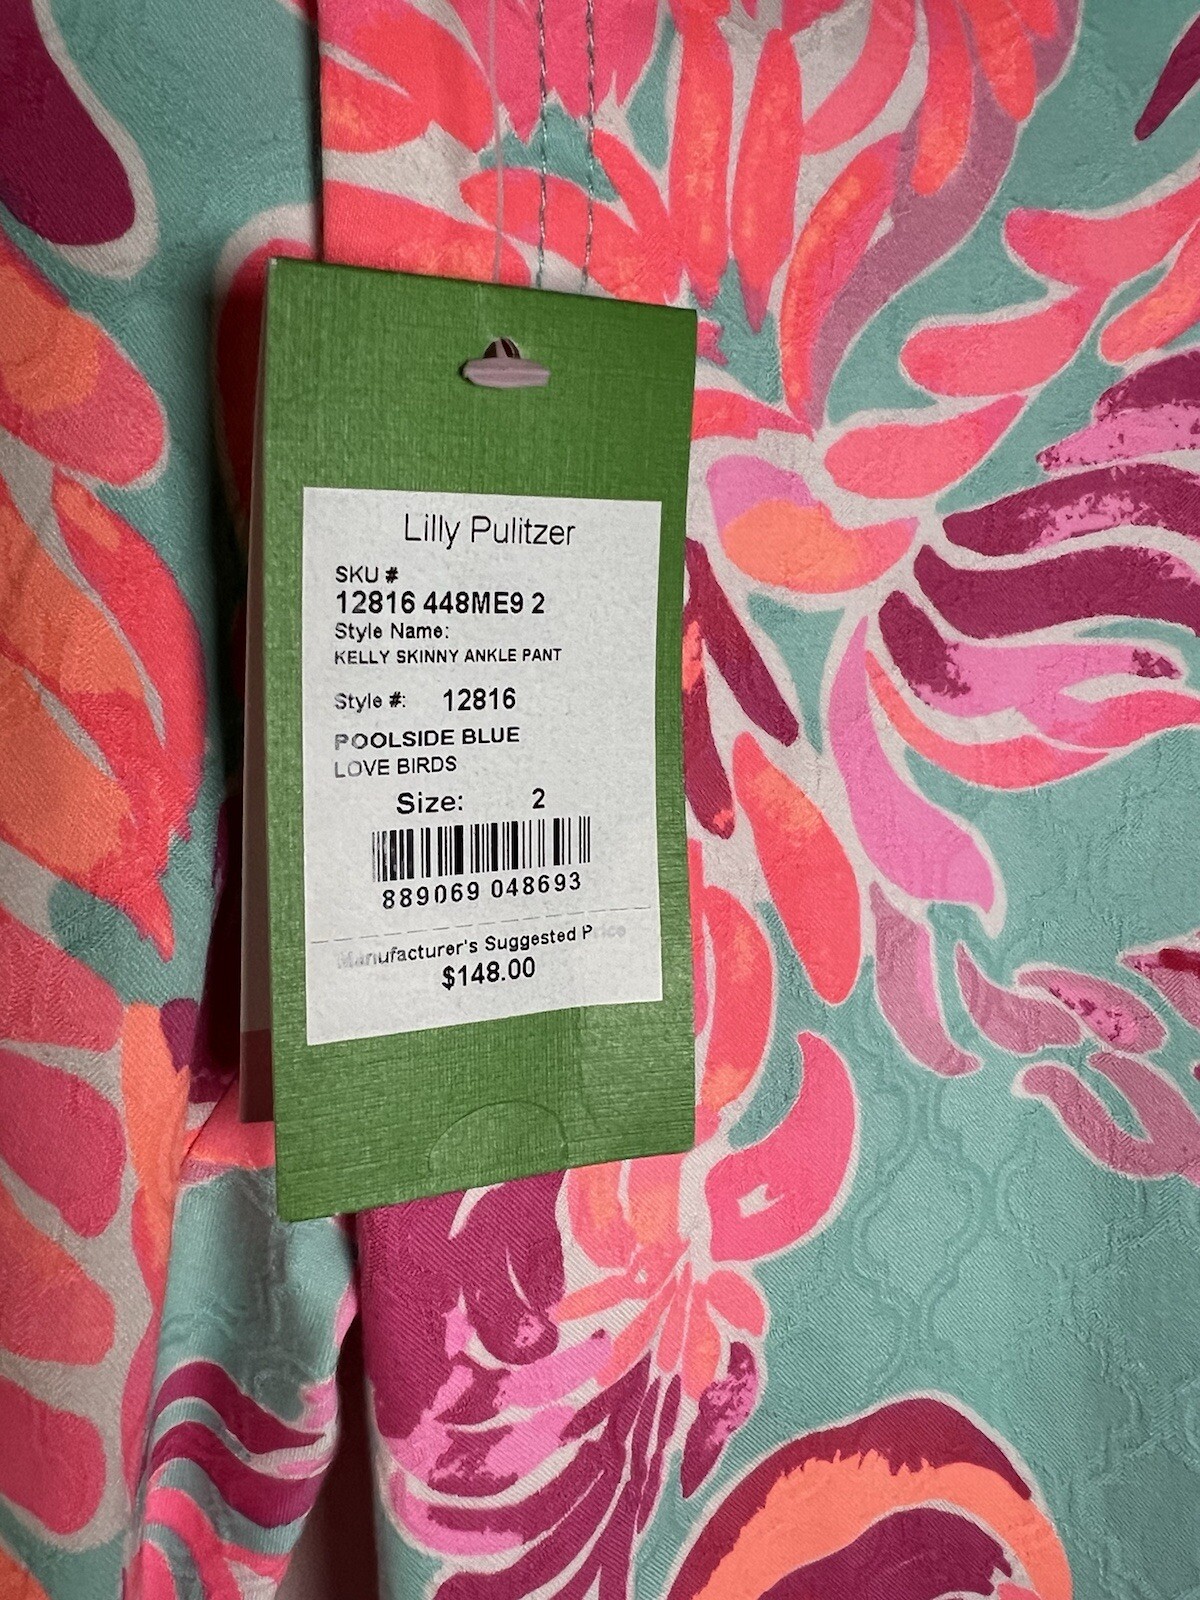 Lilly Pulitzer
SKU #
12816 448ME9 2
Style Name:
KELLY SKINNY ANKLE PANT
Style #: 12816
POOLSIDE BLUE
LOVE BIRDS
Size: 2
889069 048693
Manufacturer's Suggested Price
$148.00